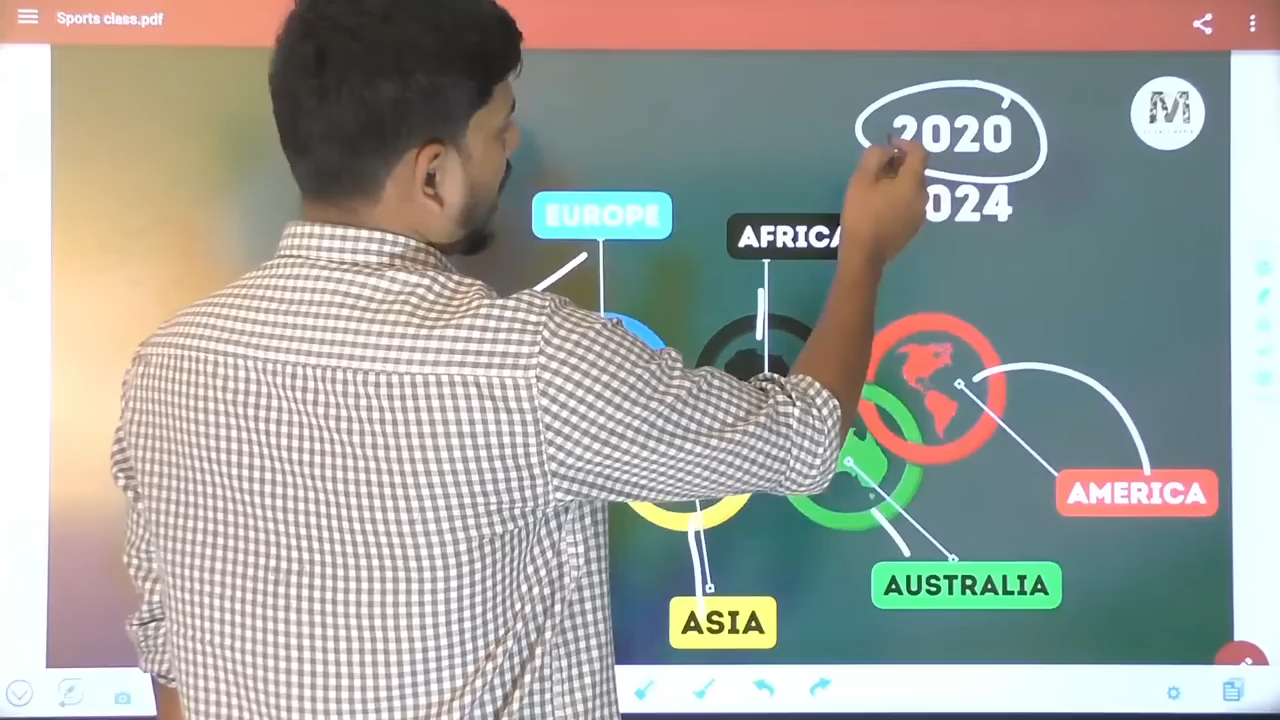 Sports class.pdf
M
2020
024
EUROPE
AFRICA
AMERICA
AUSTRALIA
ASIA